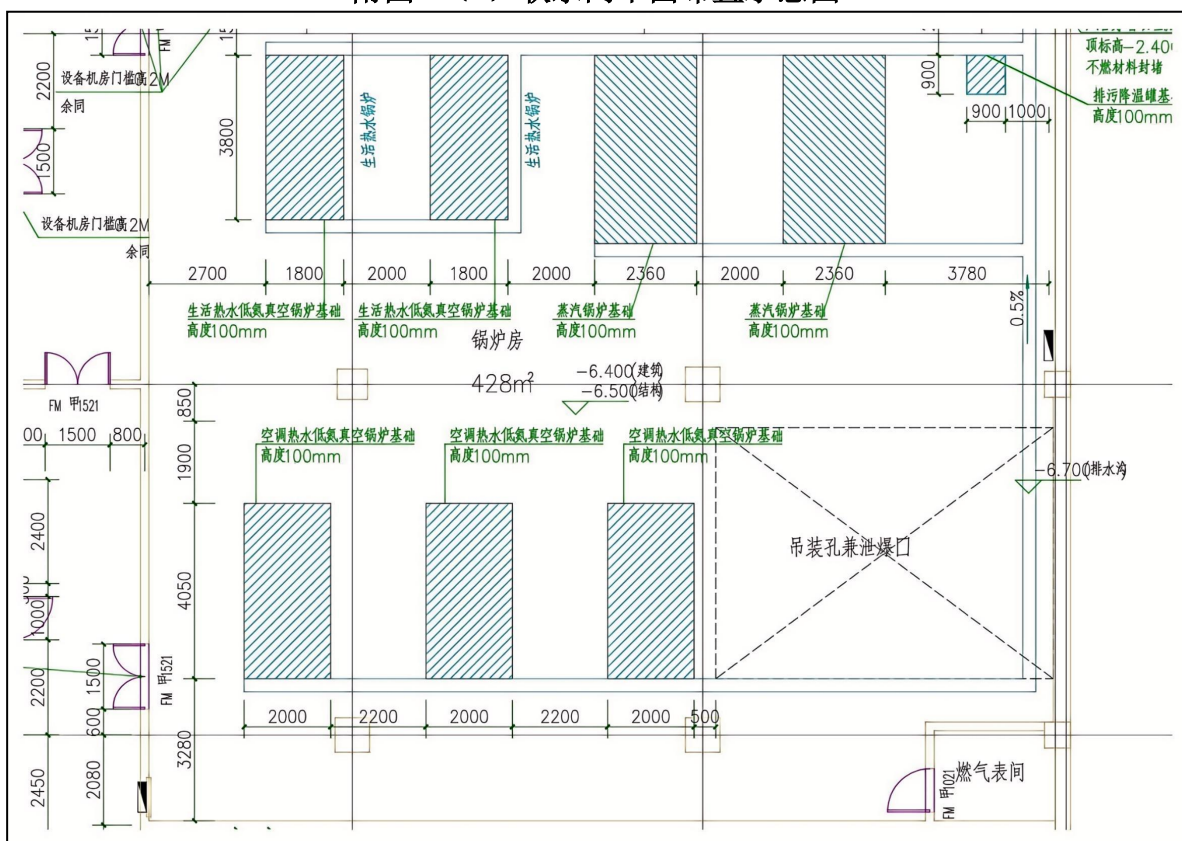 顶标高-2.40
不燃材料封堵
设备机房门槛高.2M
余同
FM
2200
1500
3800
生活热水锅炉
生活热水锅炉
900
900
1000
排污降温罐基
高度100mm
设备机房门槛高.2M
余同
2700
1800
2000
1800
2000
2360
2000
2360
3780
0.5%
生活热水低氮真空锅炉基础
高度100mm
生活热水低氮真空锅炉基础
高度100mm
蒸汽锅炉基础
高度100mm
蒸汽锅炉基础
高度100mm
锅炉房
428m²
-6.400(建筑)
-6.500(结构)
FM 甲1521
00
1500
800
850
1900
4050
3280
空调热水低氮真空锅炉基础
高度100mm
空调热水低氮真空锅炉基础
高度100mm
空调热水低氮真空锅炉基础
高度100mm
-6.700(排水沟)
吊装孔兼泄爆口
2400
1000
2200
2450
1500
600
2080
FM 甲1521
2000
2200
2000
2200
2000
500
燃气表间
FM 甲1021